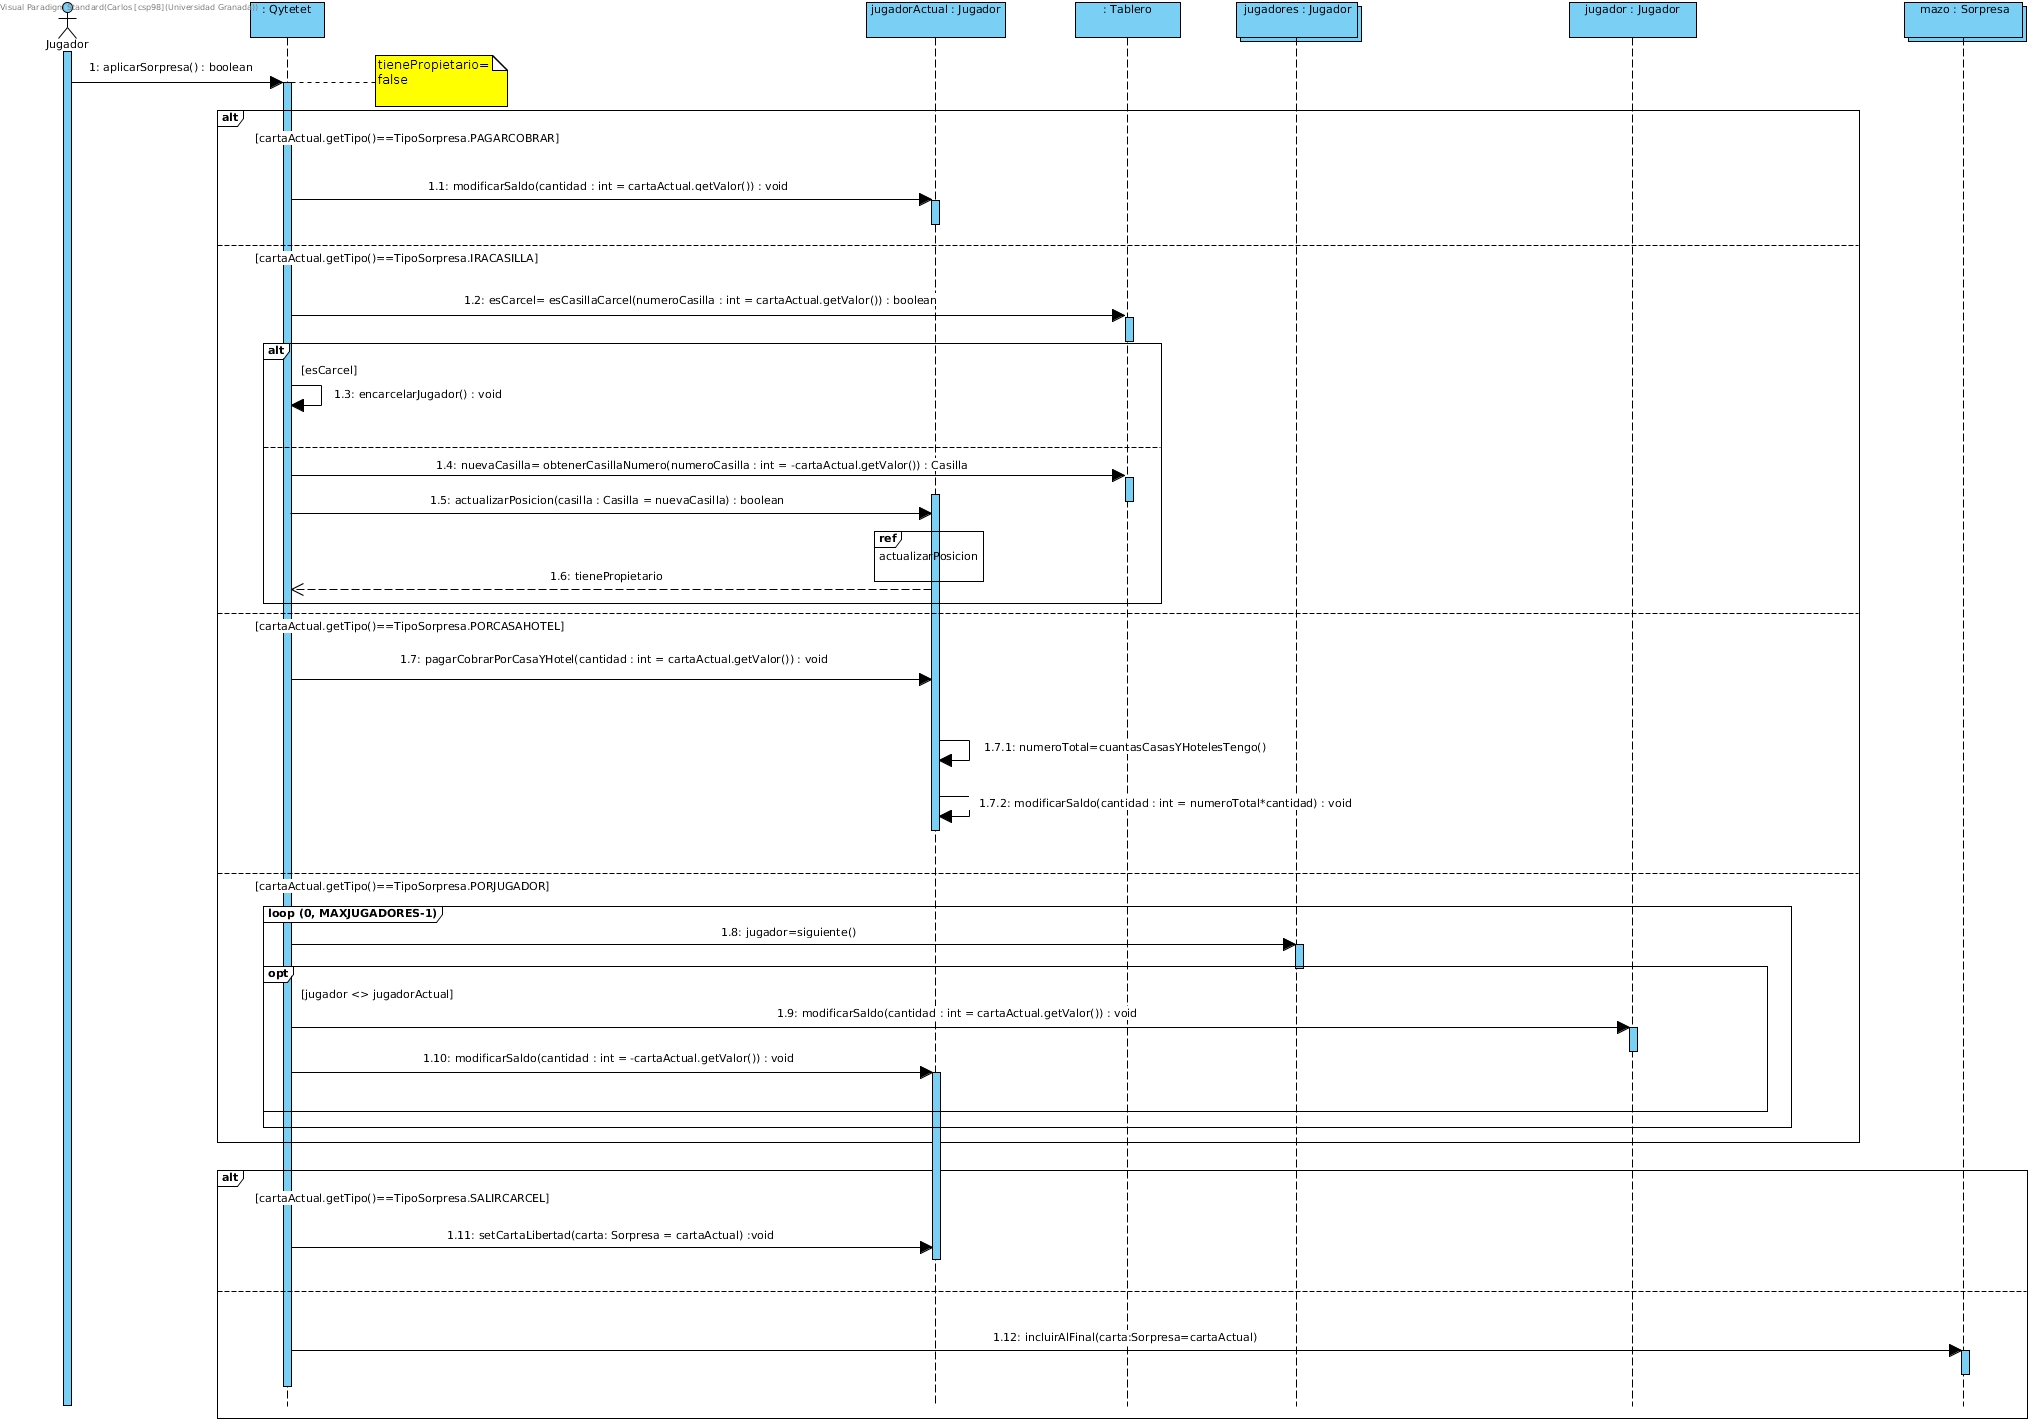 Visual Paradigm Standard(Carlos [csp98](Universidad Granada))
: Qytetet
jugadorActual : Jugador
: Tablero
jugadores : Jugador
jugador : Jugador
mazo : Sorpresa
Jugador
1: aplicarSorpresa() : boolean
tienePropietario=
false
alt
[cartaActual.getTipo()==TipoSorpresa.PAGARCOBRAR]
1.1: modificarSaldo(cantidad : int = cartaActual.getValor()) : void
[cartaActual.getTipo()==TipoSorpresa.IRACASILLA]
1.2: esCarcel= esCasillaCarcel(numeroCasilla : int = cartaActual.getValor()) : boolean
alt
[esCarcel]
1.3: encarcelarJugador() : void
1.4: nuevaCasilla= obtenerCasillaNumero(numeroCasilla : int = -cartaActual.getValor()) : Casilla
1.5: actualizarPosicion(casilla : Casilla = nuevaCasilla) : boolean
ref
actualizarPosicion
1.6: tienePropietario
[cartaActual.getTipo()==TipoSorpresa.PORCASAHOTEL]
1.7: pagarCobrarPorCasaYHotel(cantidad : int = cartaActual.getValor()) : void
1.7.1: numeroTotal=cuantasCasasYHotelesTengo()
1.7.2: modificarSaldo(cantidad : int = numeroTotal*cantidad) : void
[cartaActual.getTipo()==TipoSorpresa.PORJUGADOR]
loop (0, MAXJUGADORES-1)
1.8: jugador=siguiente()
opt
[jugador <> jugadorActual]
1.9: modificarSaldo(cantidad : int = cartaActual.getValor()) : void
1.10: modificarSaldo(cantidad : int = -cartaActual.getValor()) : void
alt
[cartaActual.getTipo()==TipoSorpresa.SALIRCARCEL]
1.11: setCartaLibertad(carta: Sorpresa = cartaActual) :void
1.12: incluirAlFinal(carta:Sorpresa=cartaActual)